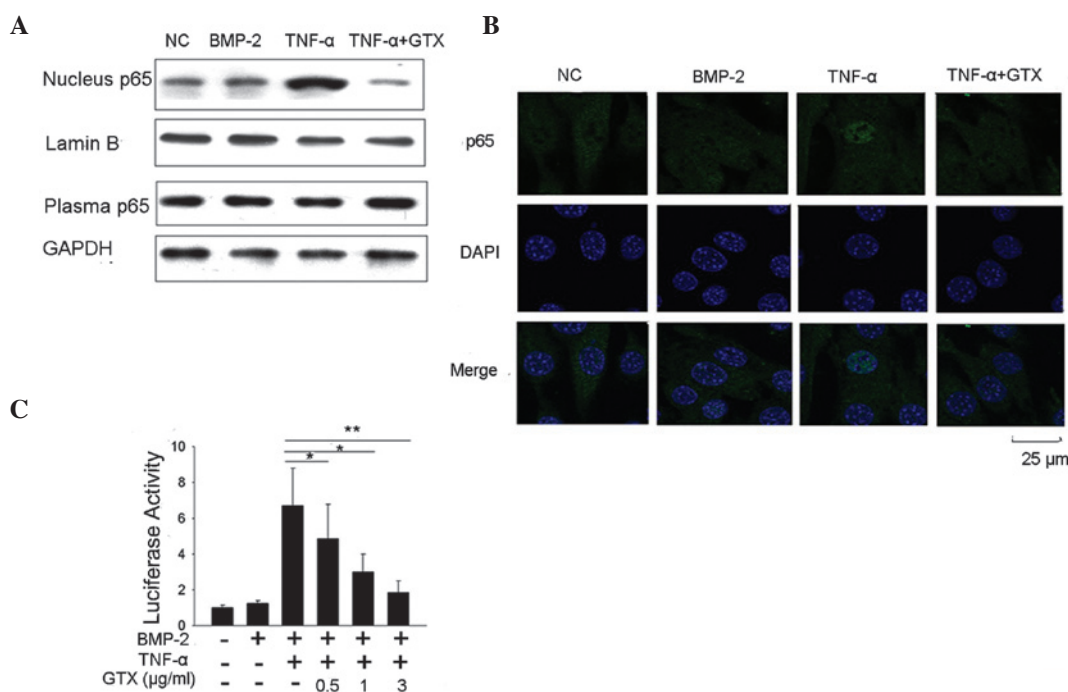 A
NC BMP-2 TNF-α TNF-α+GTX
Nucleus p65
Lamin B
Plasma p65
GAPDH
B
NC BMP-2 TNF-α TNF-α+GTX
p65
DAPI
Merge
25 µm
C
**
*
*
10
8
6
4
2
0
Luciferase Activity
BMP-2 - + + + + +
TNF-α - - + + + +
GTX (µg/ml) - - - 0.5 1 3